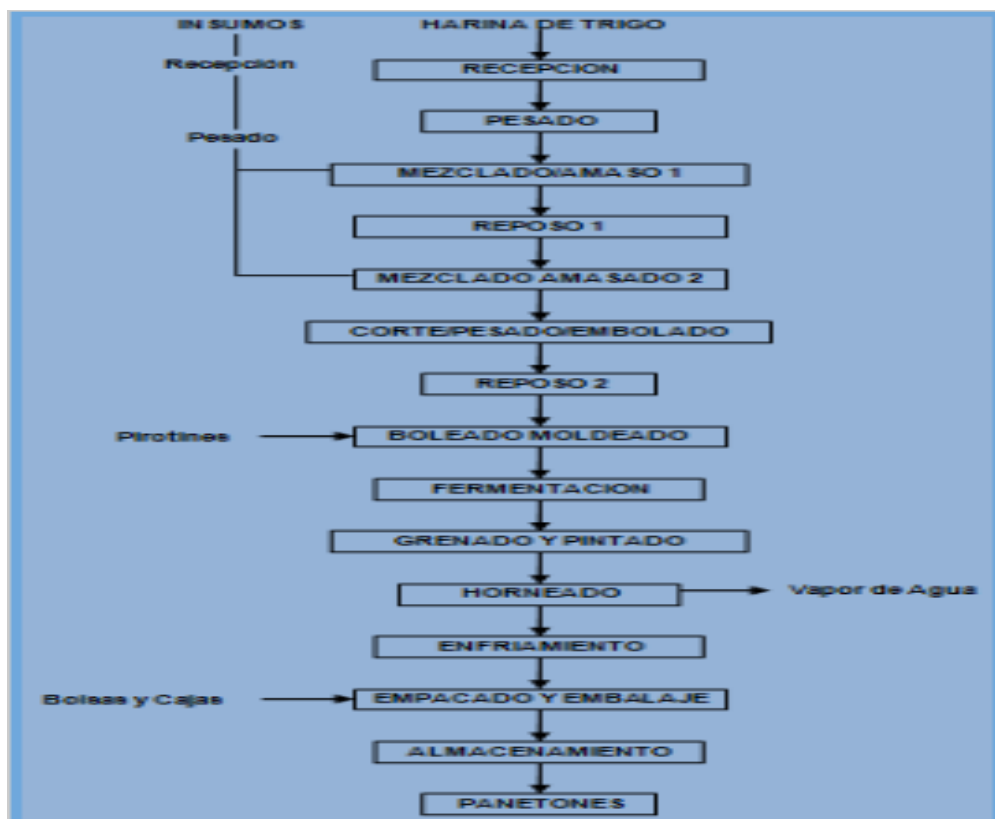 INSUMOS HARINA DE TRIGO
Recepción
RECEPCION
PESADO
Pesado
MEZCLADO/AMASO 1
REPOSO 1
MEZCLADO AMASADO 2
CORTE/PESADO/EMBOLADO
REPOSO 2
Pirotines BOLEADO MOLDEADO
FERMENTACION
GRENADO Y PINTADO
HORNEADO Vapor de Agua
ENFRIAMIENTO
Bolsas y Cajas EMPACADO Y EMBALAJE
ALMACENAMIENTO
PANETONES